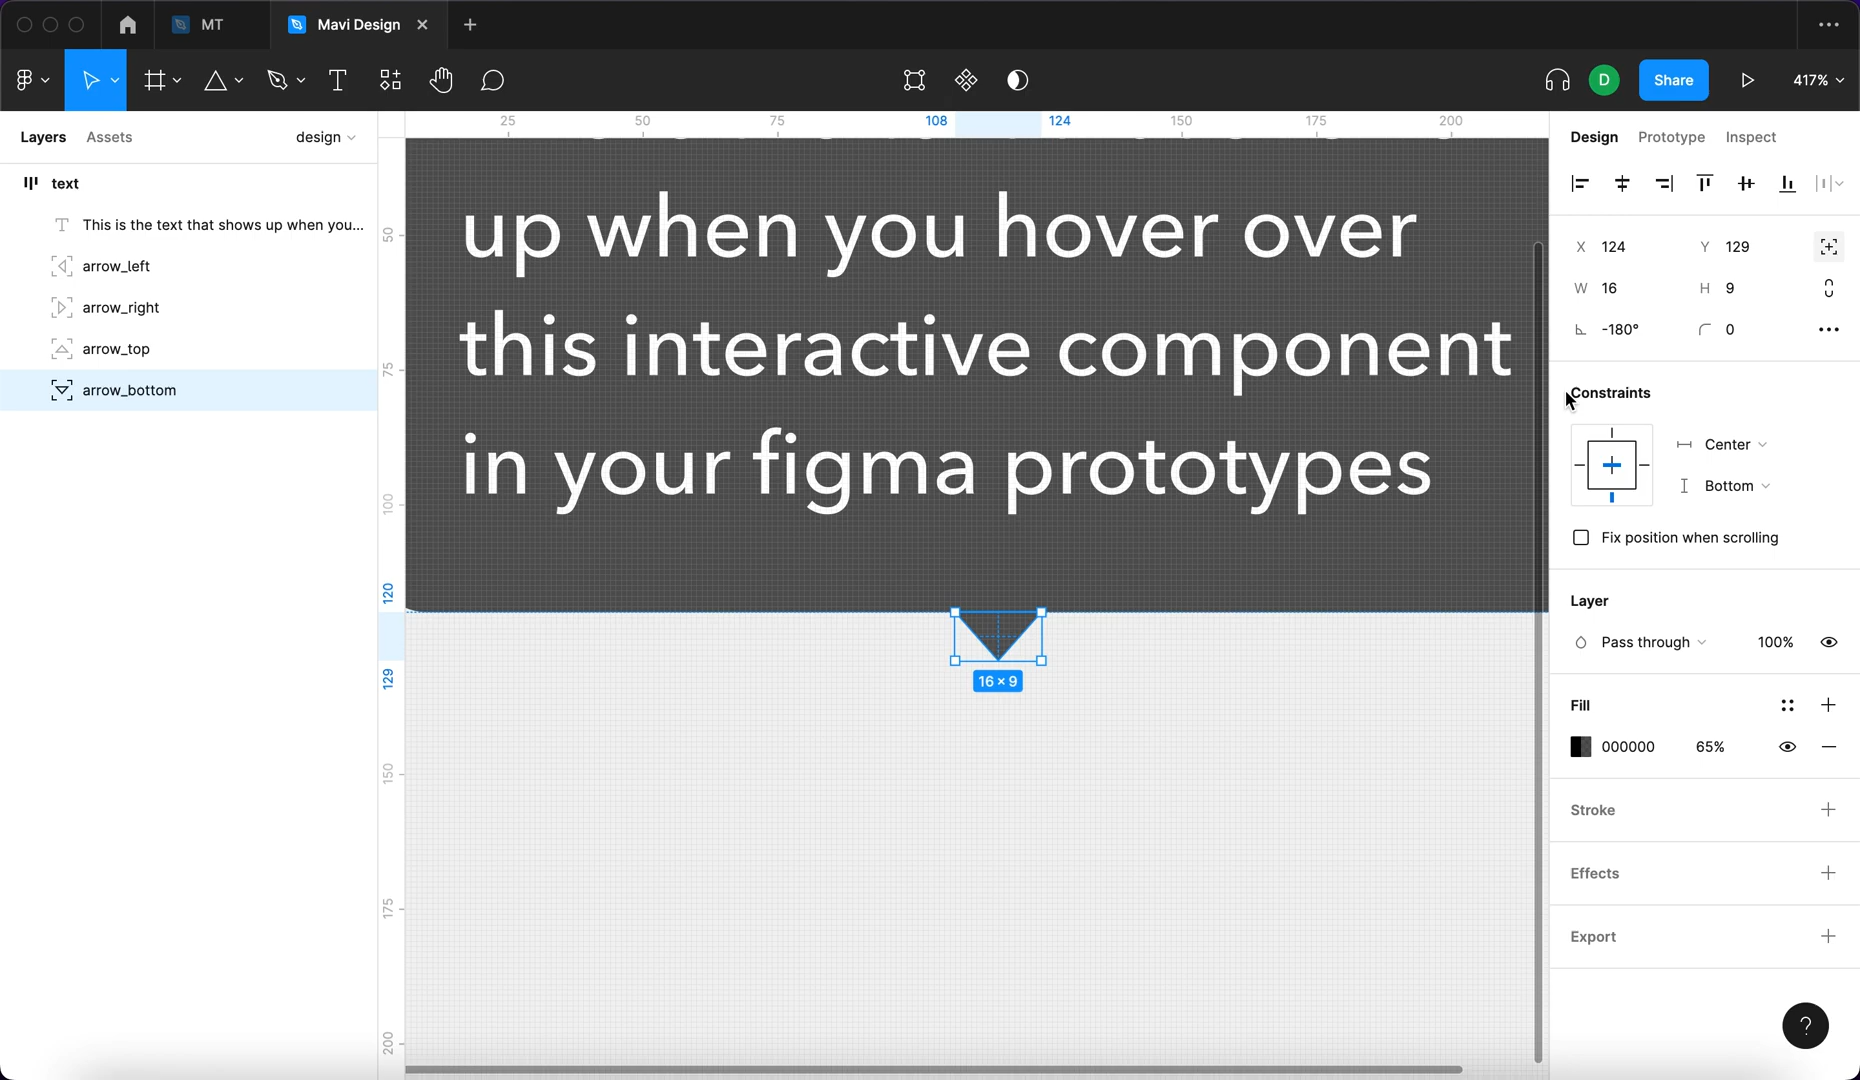 MT
Mavi Design
D
Share
417%
Layers
Assets
design
text
This is the text that shows up when you...
arrow_left
arrow_right
arrow_top
arrow_bottom
25
50
75
108
124
150
175
200
50
75
100
120
129
150
175
200
up when you hover over
this interactive component
in your figma prototypes
16 × 9
Design
Prototype
Inspect
X 124
Y 129
W 16
H 9
-180°
0
Constraints
Center
Bottom
Fix position when scrolling
Layer
Pass through
100%
Fill
000000
65%
Stroke
Effects
Export
?